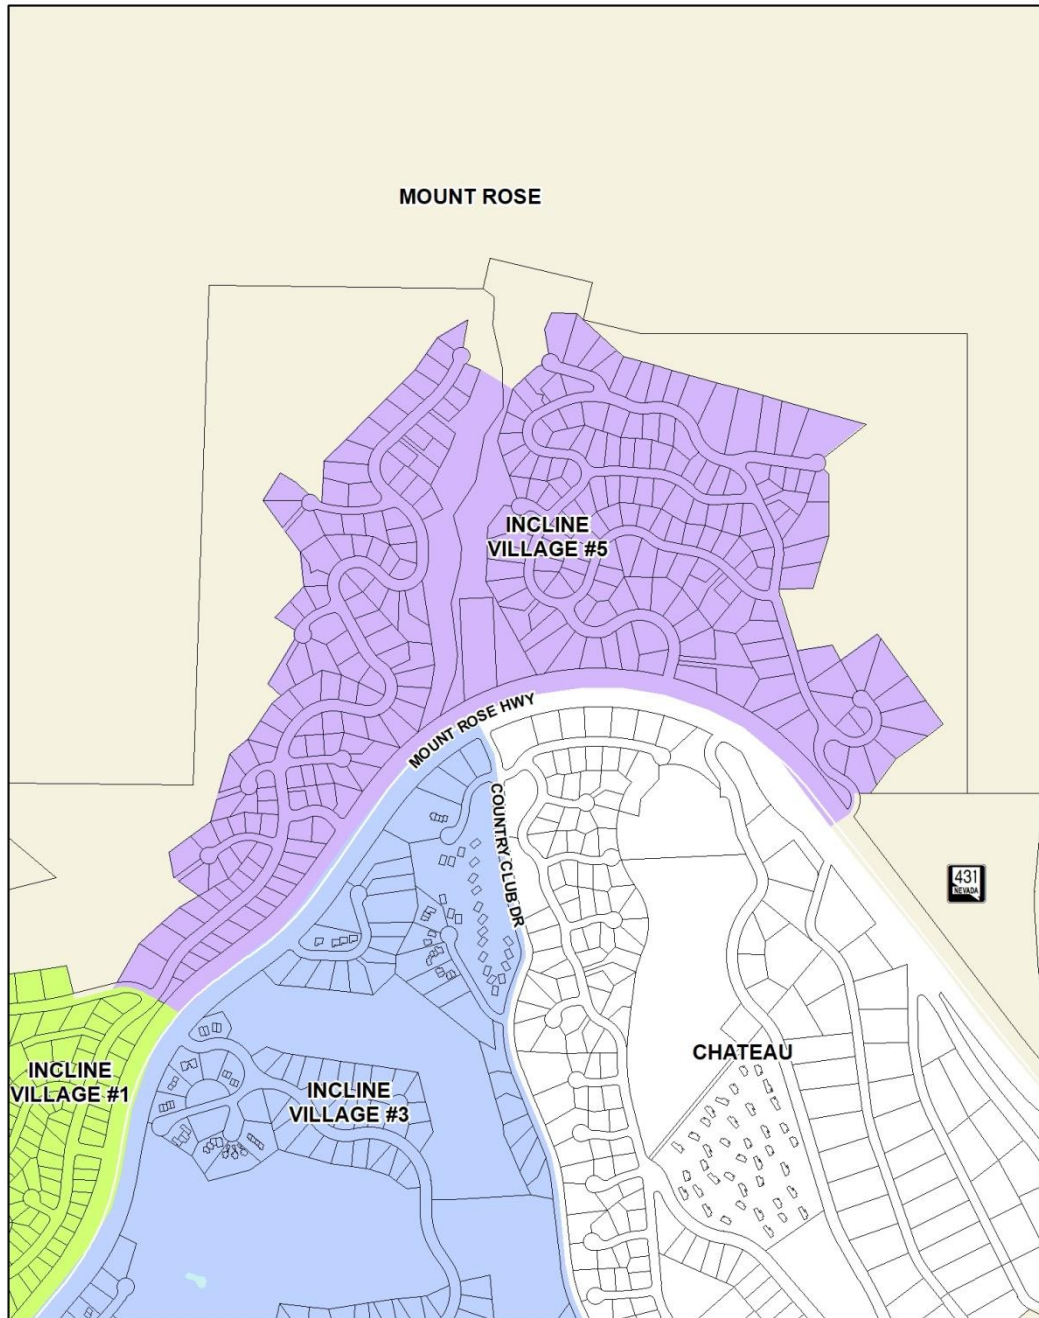 MOUNT ROSE
INCLINE
VILLAGE #5
MOUNT ROSE HWY
COUNTRY CLUB DR
431
NEVADA
CHATEAU
INCLINE
VILLAGE #1
INCLINE
VILLAGE #3